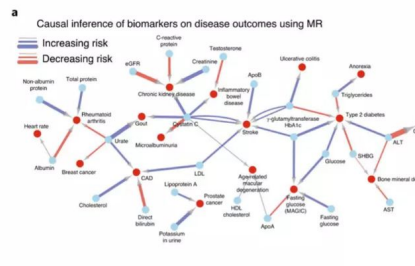 a
Causal inference of biomarkers on disease outcomes using MR
Increasing risk
Decreasing risk
C-reactive
protein
Testosterone
eGFR
Creatinine
Ulcerative colitis
Anorexia
Non-albumin
protein
Total protein
ApoB
Chronic kidney disease
Inflammatory
bowel
disease
Triglycerides
Rheumatoid
arthritis
Gout
Cystatin C
Stroke
γ-glutamyltransferase
HbA1c
Type 2 diabetes
Heart rate
Urate
Microalbuminuria
ALT
Albumin
Breast cancer
CAD
LDL
Age-related
macular
degeneration
Glucose
SHBG
Bone mineral d
Lipoprotein A
Prostate
cancer
Fasting
glucose
(MAGIC)
Cholesterol
Direct
bilirubin
HDL
cholesterol
ApoA
Fasting
glucose
AST
Potassium
in urine